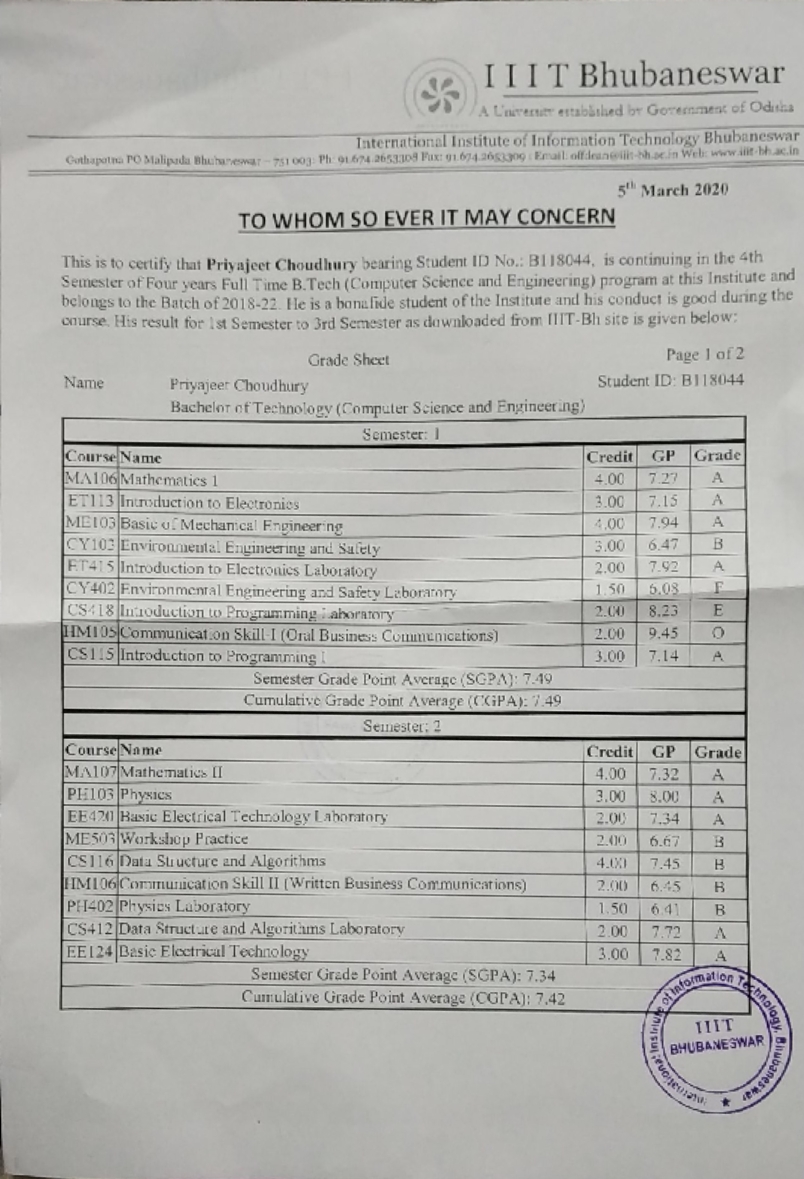 IIIT Bhubaneswar
A University established by Government of Odisha
International Institute of Information Technology Bhubaneswar
Gothapatna PO Malipada Bhubaneswar - 751 003: Ph: 91.674.2653308 Fax: 91.674.2653309 : Email: off.dean@iiit-bh.ac.in Web: www.iiit-bh.ac.in
5th March 2020
TO WHOM SO EVER IT MAY CONCERN
This is to certify that Priyajeet Choudhury bearing Student ID No.: B118044, is continuing in the 4th
Semester of Four years Full Time B.Tech (Computer Science and Engineering) program at this Institute and
belongs to the Batch of 2018-22. He is a bonafide student of the Institute and his conduct is good during the
course. His result for 1st Semester to 3rd Semester as downloaded from IIIT-Bh site is given below:
Grade Sheet Page 1 of 2
Name Priyajeet Choudhury Student ID: B118044
Bachelor of Technology (Computer Science and Engineering)
Semester: 1
Course Name Credit GP Grade
MA106 Mathematics 1 4.00 7.27 A
ET113 Introduction to Electronics 3.00 7.15 A
ME103 Basic of Mechanical Engineering 4.00 7.94 A
CY103 Environmental Engineering and Safety 3.00 6.47 B
ET415 Introduction to Electronics Laboratory 2.00 7.92 A
CY402 Environmental Engineering and Safety Laboratory 1.50 6.08
CS418 Introduction to Programming Laboratory 2.00 8.23 E
HM105 Communication Skill-I (Oral Business Communications) 2.00 9.45 O
CS115 Introduction to Programming I 3.00 7.14 A
Semester Grade Point Average (SGPA): 7.49
Cumulative Grade Point Average (CGPA): 7.49
Semester: 2
Course Name Credit GP Grade
MA107 Mathematics II 4.00 7.32 A
PH103 Physics 3.00 8.00 A
EE420 Basic Electrical Technology Laboratory 2.00 7.34 A
ME503 Workshop Practice 2.00 6.67 B
CS116 Data Structure and Algorithms 4.00 7.45 B
HM106 Communication Skill II (Written Business Communications) 2.00 6.45 B
PH402 Physics Laboratory 1.50 6.41 B
CS412 Data Structure and Algorithms Laboratory 2.00 7.72 A
EE124 Basic Electrical Technology 3.00 7.82 A
Semester Grade Point Average (SGPA): 7.34
Cumulative Grade Point Average (CGPA): 7.42
International Institute of Information Technology, Bhubaneswar
IIIT
BHUBANESWAR